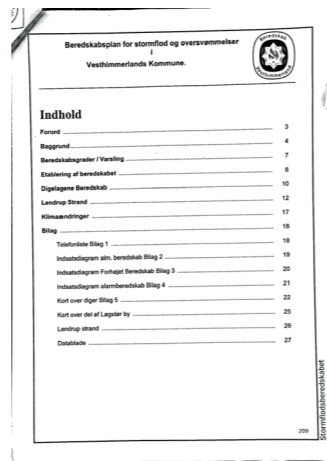 Beredskabsplan for stormflod og oversvømmelser
i
Vesthimmerlands Kommune.
Beredskab
Vesthimmerland
Indhold
Forord 3
Baggrund 4
Beredskabsgrader / Varsling 7
Etablering af beredskabet 8
Digelagene Beredskab 10
Lendrup Strand 12
Klimaændringer 17
Bilag 18
Telefonliste Bilag 1 18
Indsatsdiagram alm. beredskab Bilag 2 19
Indsatsdiagram Forhøjet Beredskab Bilag 3 20
Indsatsdiagram alarmberedskab Bilag 4 21
Kort over diger Bilag 5 22
Kort over del af Løgstør by 25
Lendrup strand 26
Datablade 27
Stormflodsberedskabet